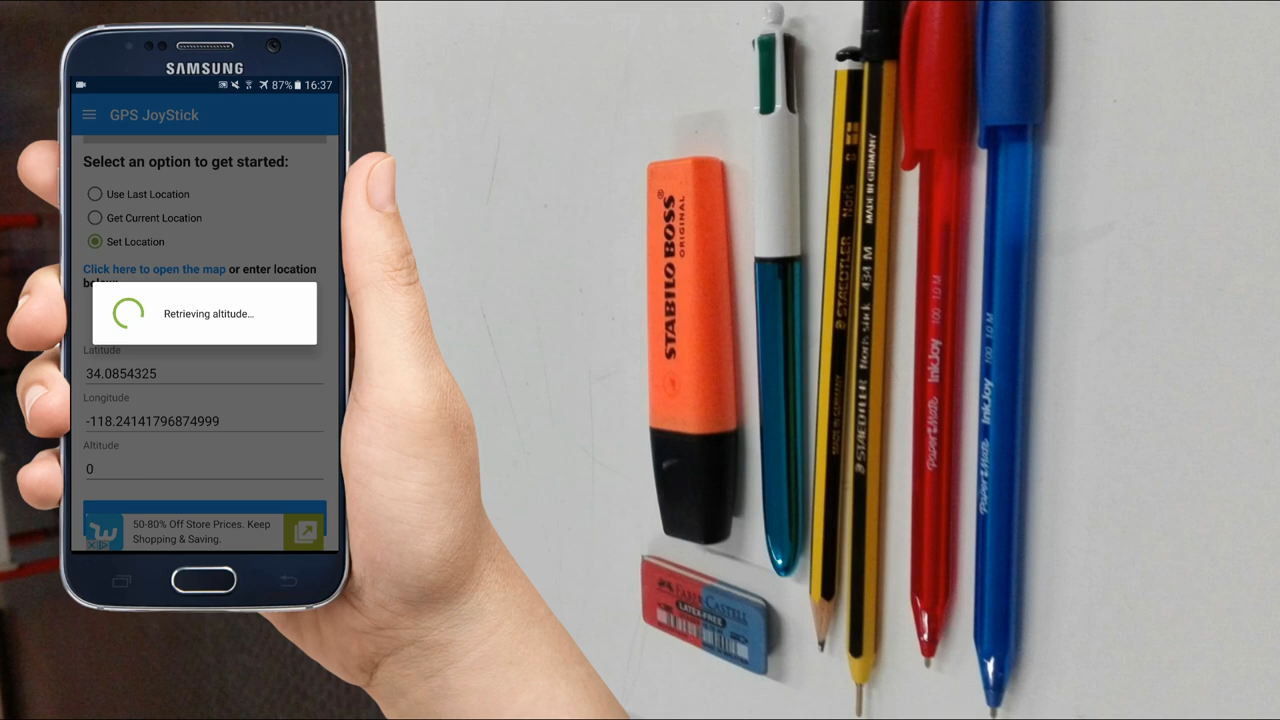 SAMSUNG
87% 16:37
GPS JoyStick
Select an option to get started:
Use Last Location
Get Current Location
Set Location
Click here to open the map or enter location
Retrieving altitude...
Latitude
34.0854325
Longitude
-118.24141796874999
Altitude
0
50-80% Off Store Prices. Keep
Shopping & Saving.
STABILO BOSS®
ORIGINAL
STAEDTLER Noris
MADE IN GERMANY
STAEDTLER Noris stick 434 M MADE IN GERMANY
PaperMate InkJoy 100 1.0 M
PaperMate InkJoy 100 1.0 M
FABER-CASTELL
LATEX-FREE